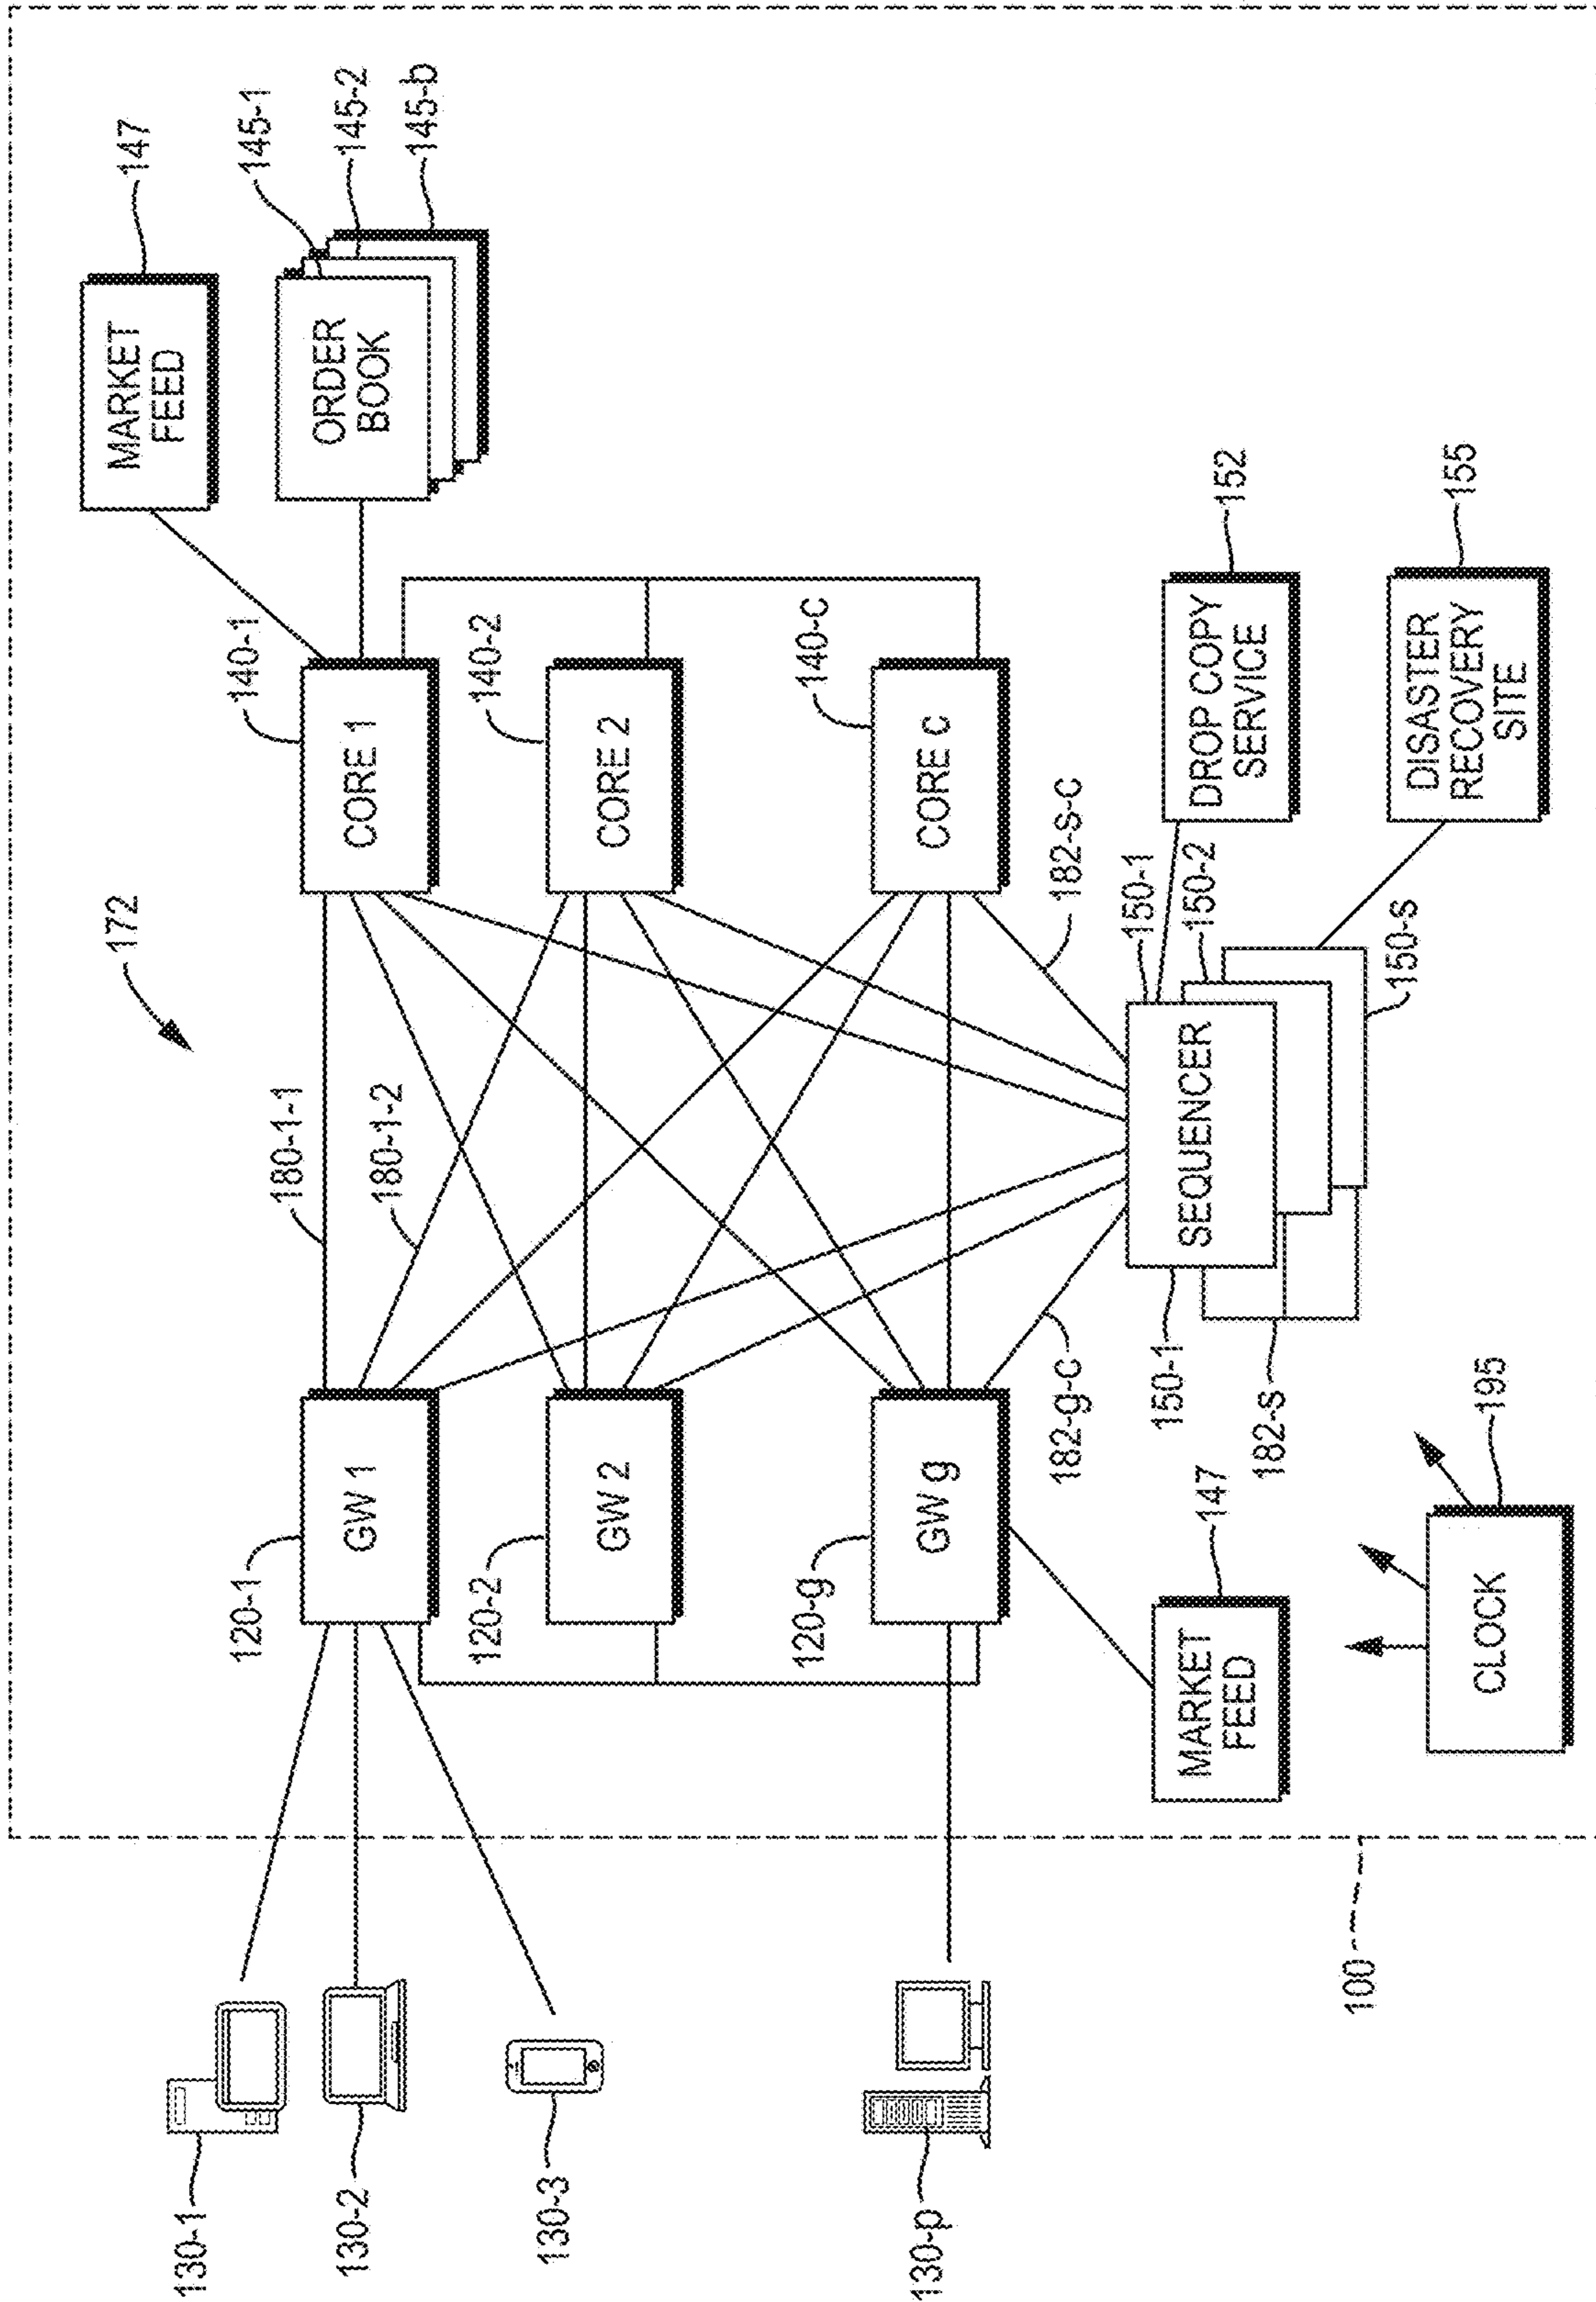 172
100
130-1
130-2
130-3
130-p
120-1
GW 1
120-2
GW 2
120-g
GW g
180-1-1
180-1-2
140-1
CORE 1
140-2
CORE 2
140-c
CORE c
147
MARKET
FEED
145-1
145-2
145-b
ORDER
BOOK
182-g-c
182-s-c
150-1
150-2
150-s
SEQUENCER
150-1
182-s
152
DROP COPY
SERVICE
155
DISASTER
RECOVERY
SITE
147
MARKET
FEED
195
CLOCK